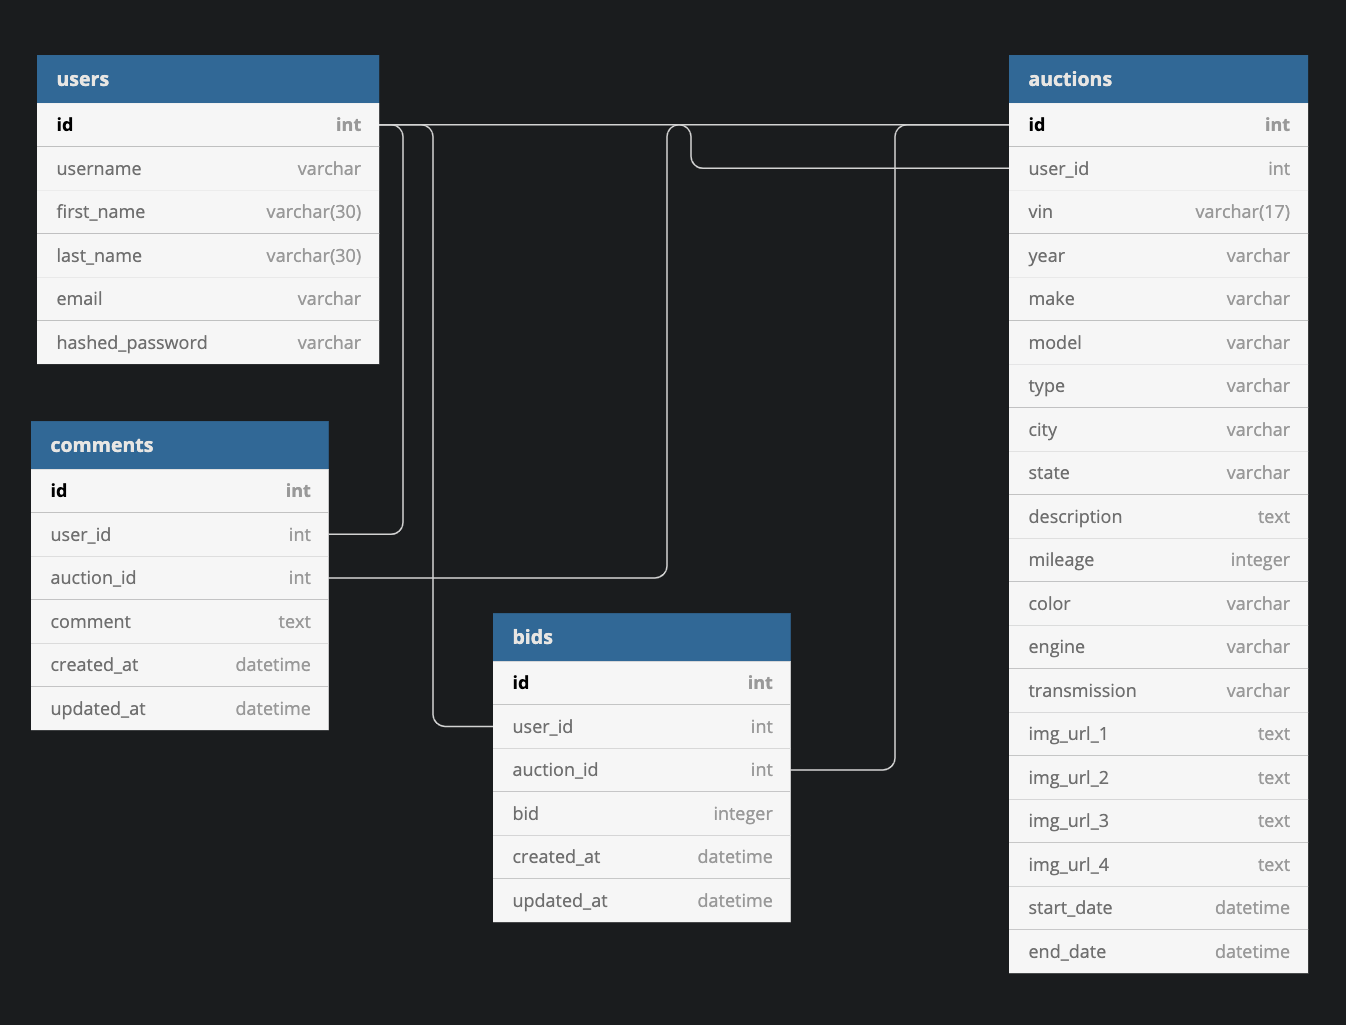 users
id int
username varchar
first_name varchar(30)
last_name varchar(30)
email varchar
hashed_password varchar
comments
id int
user_id int
auction_id int
comment text
created_at datetime
updated_at datetime
bids
id int
user_id int
auction_id int
bid integer
created_at datetime
updated_at datetime
auctions
id int
user_id int
vin varchar(17)
year varchar
make varchar
model varchar
type varchar
city varchar
state varchar
description text
mileage integer
color varchar
engine varchar
transmission varchar
img_url_1 text
img_url_2 text
img_url_3 text
img_url_4 text
start_date datetime
end_date datetime